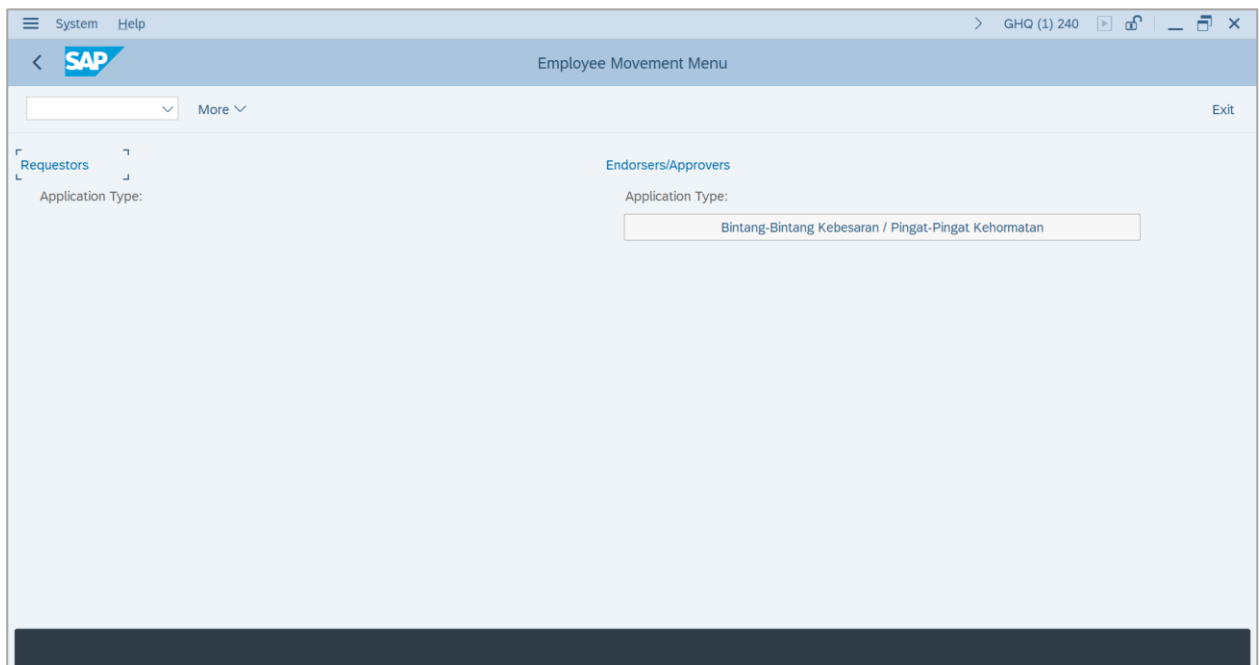 System Help GHQ (1) 240
SAP Employee Movement Menu
More Exit
Requestors
Application Type:
Endorsers/Approvers
Application Type:
Bintang-Bintang Kebesaran / Pingat-Pingat Kehormatan